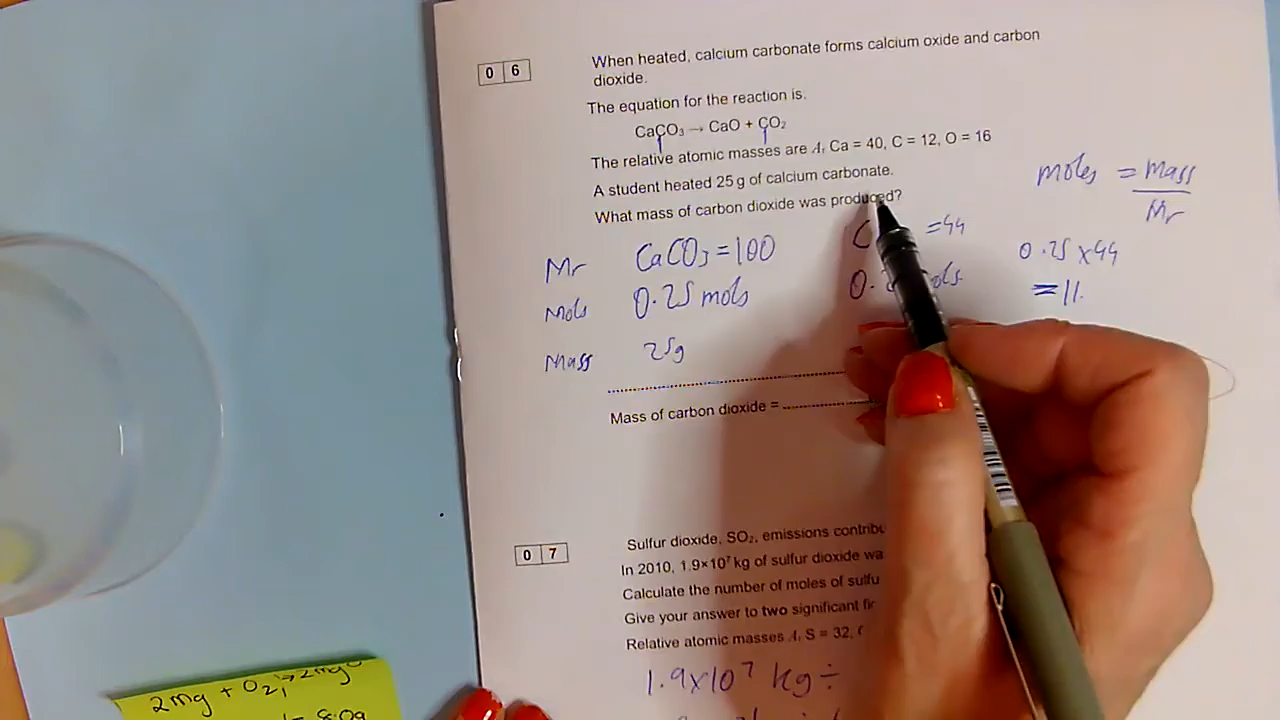 0 6
When heated, calcium carbonate forms calcium oxide and carbon
dioxide.
The equation for the reaction is.
CaCO₃ → CaO + CO₂
The relative atomic masses are Aᵣ Ca = 40, C = 12, O = 16
A student heated 25 g of calcium carbonate.
What mass of carbon dioxide was produced?
moles = mass
Mr
Mr CaCO₃ = 100 C =44
Mols 0.25 mols 0. ols.
0.25 x 44
= 11.
Mass 25g
Mass of carbon dioxide =
0 7
Sulfur dioxide, SO₂, emissions contribu
In 2010, 1.9×10⁷ kg of sulfur dioxide wa
Calculate the number of moles of sulfu
Give your answer to two significant fi
Relative atomic masses Aᵣ S = 32,
1.9x10⁷ kg ÷
2mg + O₂ → 2mgO
8.0g